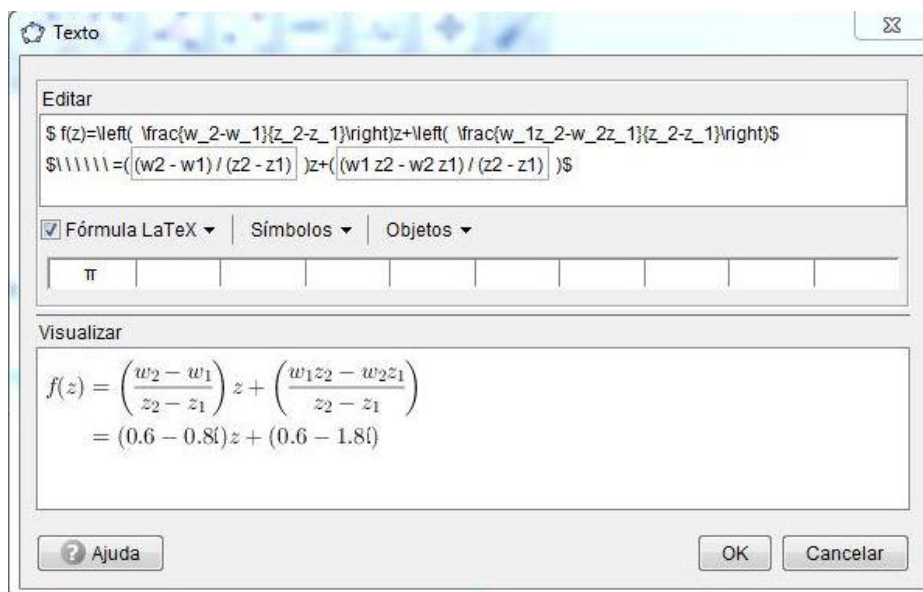 Texto
Editar
$ f(z)=\left( \frac{w_2-w_1}{z_2-z_1}\right)z+\left( \frac{w_1z_2-w_2z_1}{z_2-z_1}\right)$
$\ \ \ \ \ \ =( (w2 - w1) / (z2 - z1) )z+( (w1 z2 - w2 z1) / (z2 - z1) )$
Fórmula LaTeX Símbolos Objetos
π
Visualizar
f(z) = (w₂ − w₁ / z₂ − z₁) z + (w₁z₂ − w₂z₁ / z₂ − z₁)
= (0.6 − 0.8í)z + (0.6 − 1.8í)
Ajuda OK Cancelar